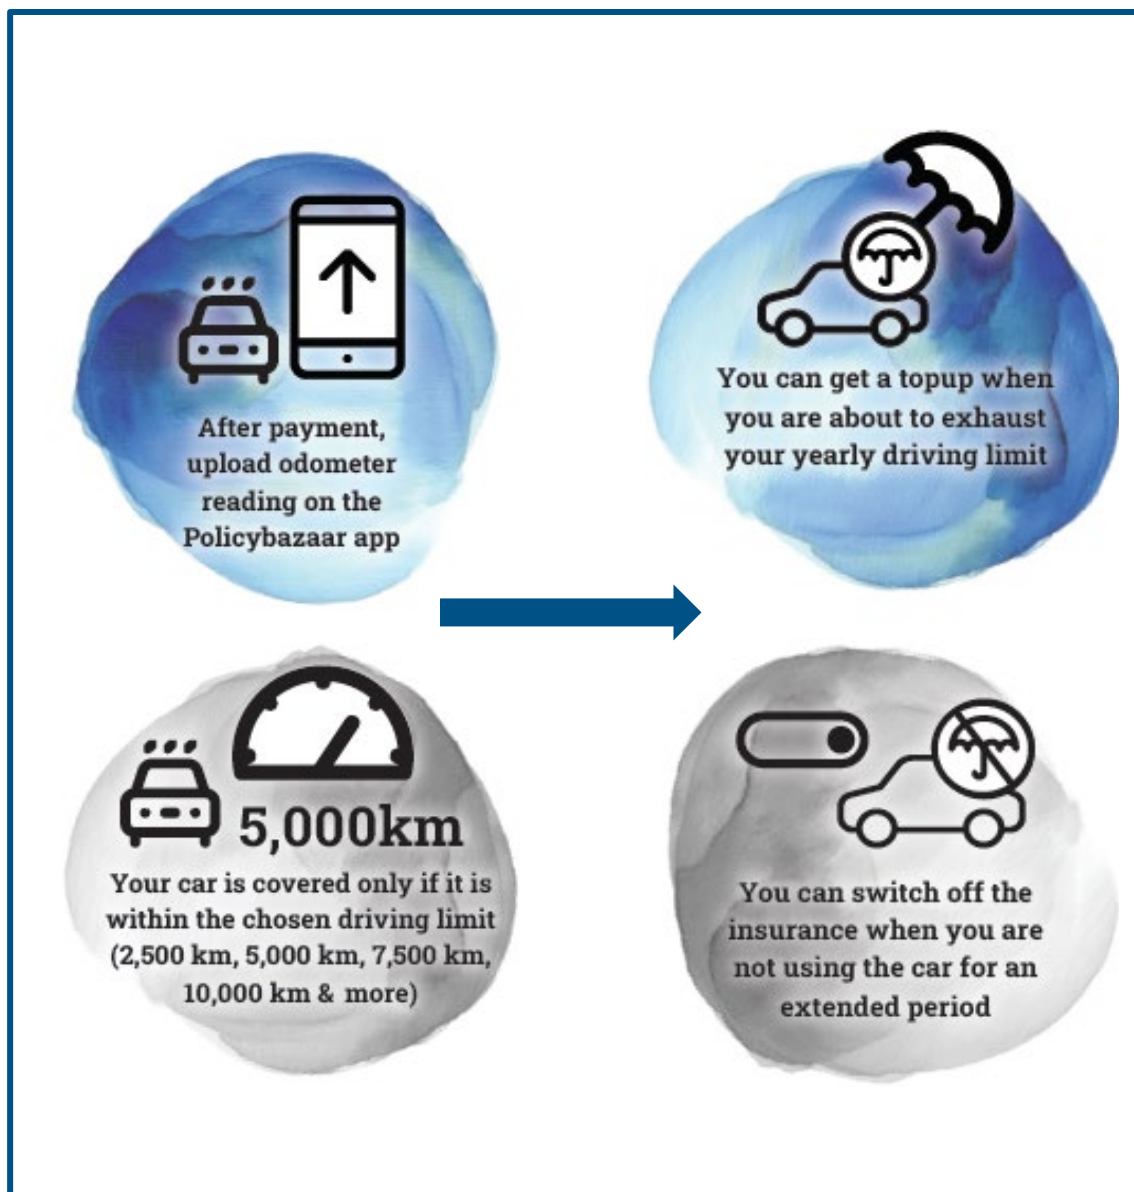 After payment,
upload odometer
reading on the
Policybazaar app
You can get a topup when
you are about to exhaust
your yearly driving limit
5,000km
Your car is covered only if it is
within the chosen driving limit
(2,500 km, 5,000 km, 7,500 km,
10,000 km & more)
You can switch off the
insurance when you are
not using the car for an
extended period